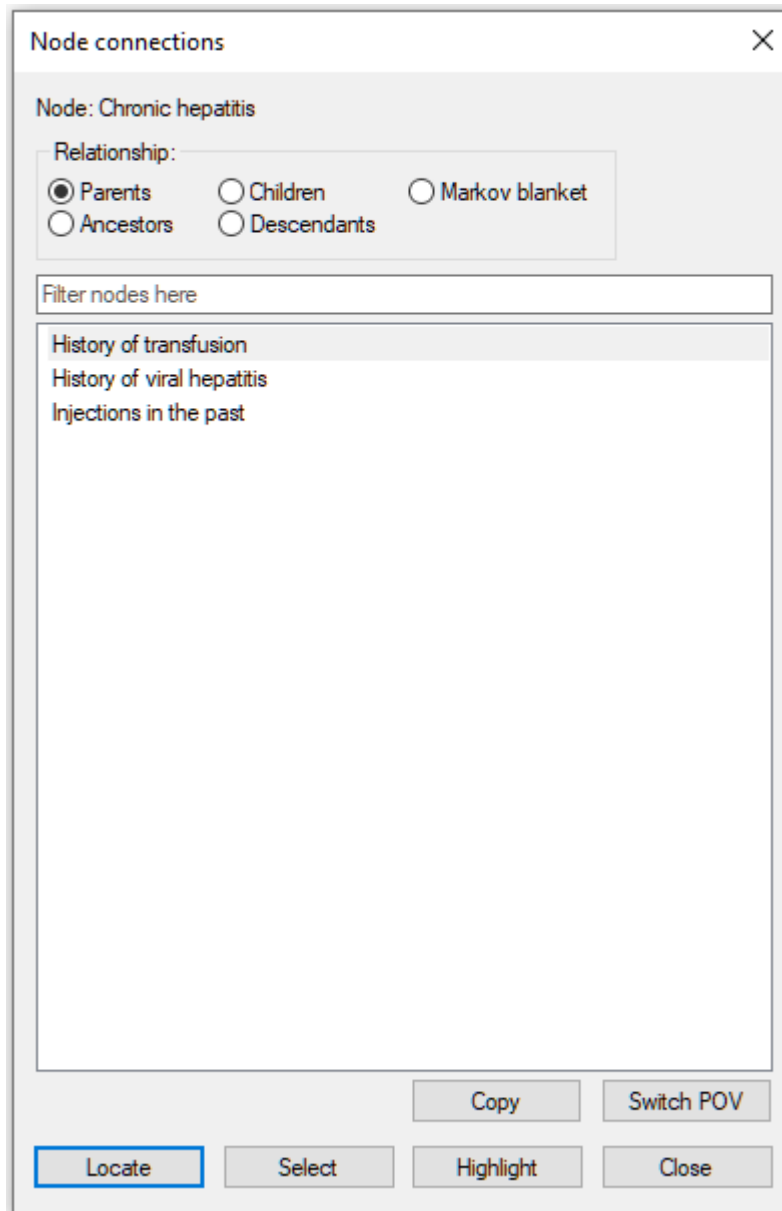 Node connections
Node: Chronic hepatitis
Relationship:
Parents Children Markov blanket
Ancestors Descendants
Filter nodes here
History of transfusion
History of viral hepatitis
Injections in the past
Copy Switch POV
Locate Select Highlight Close